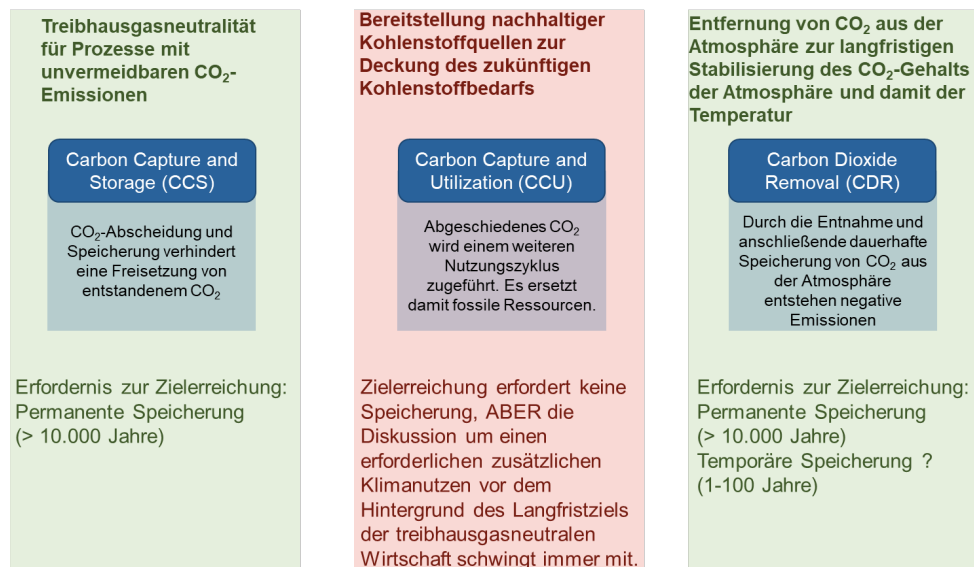 Treibhausgasneutralität
für Prozesse mit
unvermeidbaren CO₂-
Emissionen
Carbon Capture and
Storage (CCS)
CO₂-Abscheidung und
Speicherung verhindert
eine Freisetzung von
entstandenem CO₂
Erfordernis zur Zielerreichung:
Permanente Speicherung
(> 10.000 Jahre)
Bereitstellung nachhaltiger
Kohlenstoffquellen zur
Deckung des zukünftigen
Kohlenstoffbedarfs
Carbon Capture and
Utilization (CCU)
Abgeschiedenes CO₂
wird einem weiteren
Nutzungszyklus
zugeführt. Es ersetzt
damit fossile Ressourcen.
Zielerreichung erfordert keine
Speicherung, ABER die
Diskussion um einen
erforderlichen zusätzlichen
Klimanutzen vor dem
Hintergrund des Langfristziels
der treibhausgasneutralen
Wirtschaft schwingt immer mit.
Entfernung von CO₂ aus der
Atmosphäre zur langfristigen
Stabilisierung des CO₂-Gehalts
der Atmosphäre und damit der
Temperatur
Carbon Dioxide
Removal (CDR)
Durch die Entnahme und
anschließende dauerhafte
Speicherung von CO₂ aus
der Atmosphäre
entstehen negative
Emissionen
Erfordernis zur Zielerreichung:
Permanente Speicherung
(> 10.000 Jahre)
Temporäre Speicherung ?
(1-100 Jahre)